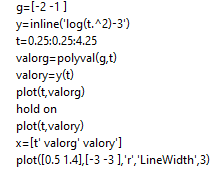 g=[-2 -1 ]
y=inline('log(t.^2)-3')
t=0.25:0.25:4.25
valorg=polyval(g,t)
valory=y(t)
plot(t,valorg)
hold on
plot(t,valory)
x=[t' valorg' valory']
plot([0.5 1.4],[-3 -3 ],'r','LineWidth',3)